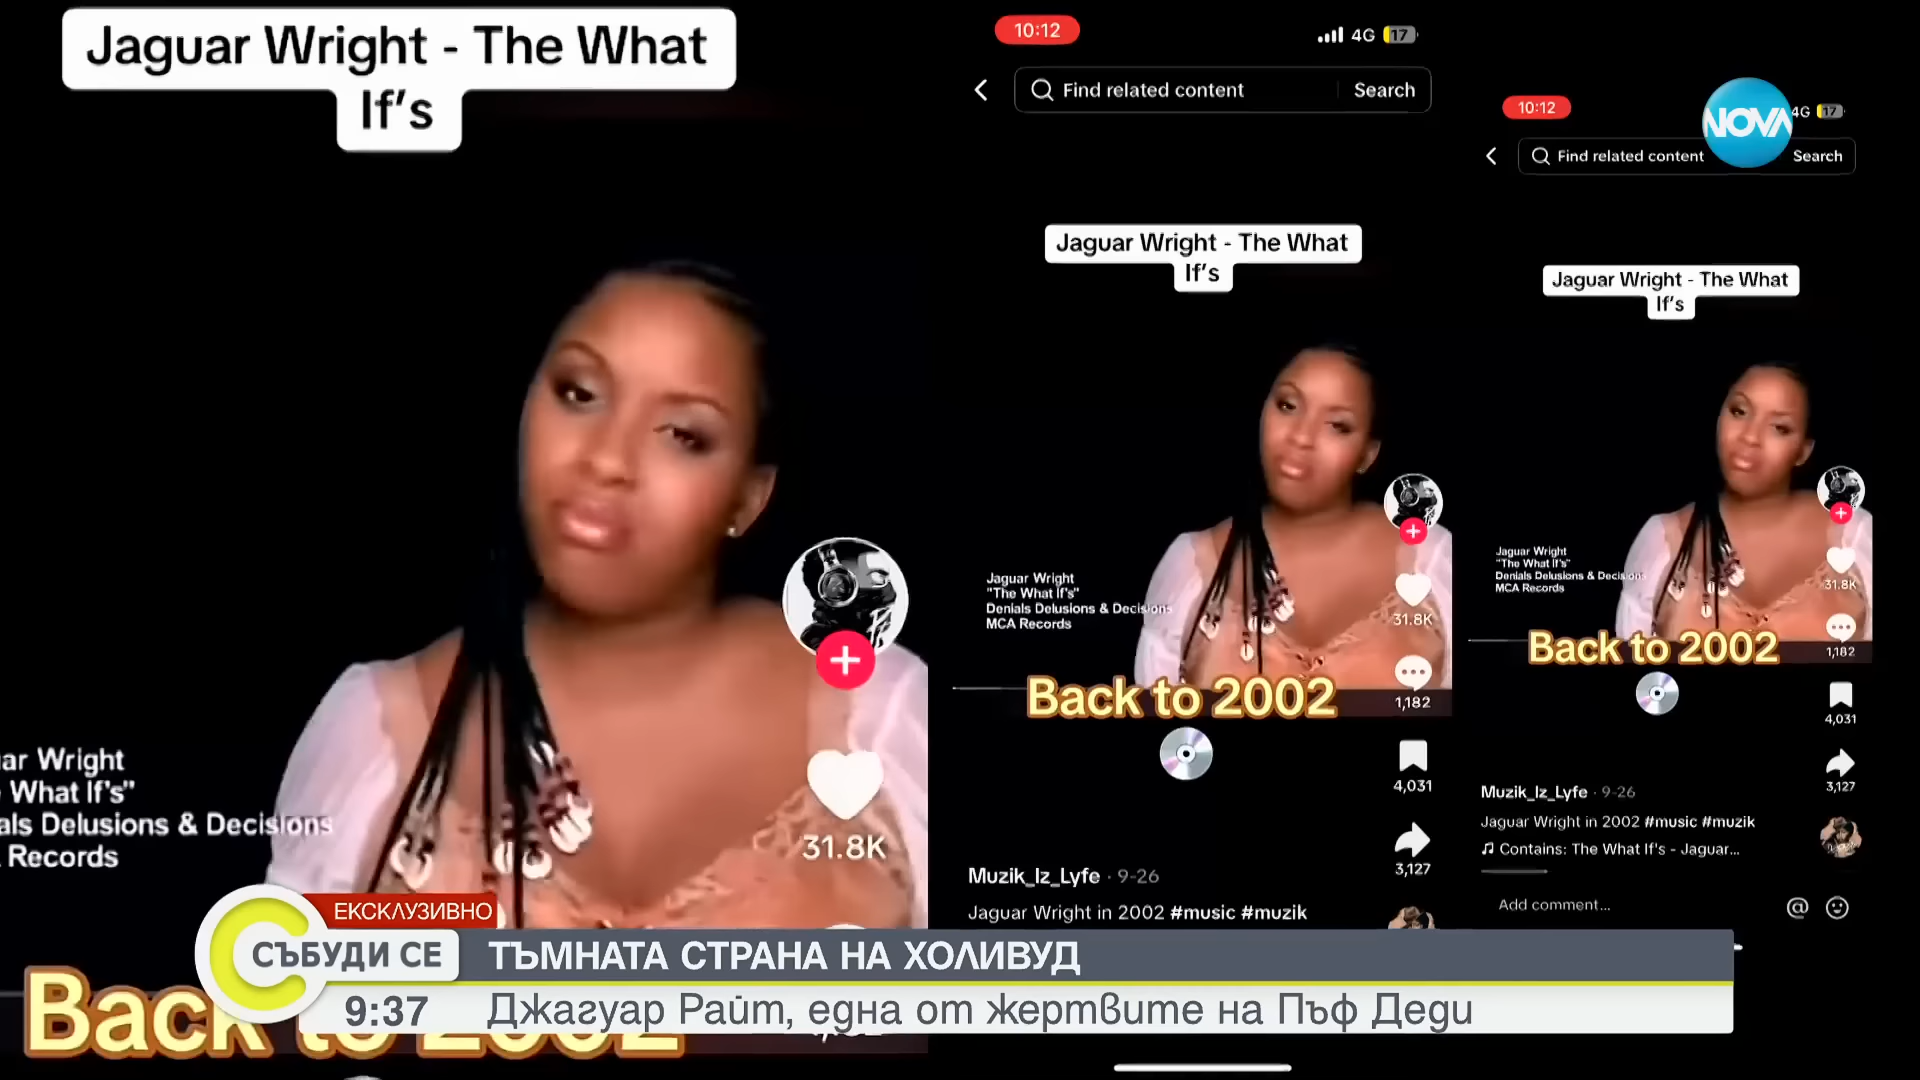 Jaguar Wright - The What
If's
ar Wright
What If's"
als Delusions & Decisions
Records
31.8K
Back to 2002
10:12
4G
17
Find related content
Search
Jaguar Wright - The What
If's
Jaguar Wright
"The What If's"
Denials Delusions & Decisions
MCA Records
31.8K
1,182
Back to 2002
4,031
3,127
Muzik_Iz_Lyfe · 9-26
Jaguar Wright in 2002 #music #muzik
10:12
4G
17
NOVA
Find related content
Search
Jaguar Wright - The What
If's
Jaguar Wright
"The What If's"
Denials Delusions & Decisions
MCA Records
31.8K
1,182
Back to 2002
4,031
3,127
Muzik_Iz_Lyfe · 9-26
Jaguar Wright in 2002 #music #muzik
Contains: The What If's - Jaguar...
Add comment...
ЕКСКЛУЗИВНО
СЪБУДИ СЕ
ТЪМНАТА СТРАНА НА ХОЛИВУД
9:37
Джагуар Райт, една от жертвите на Пъф Деди